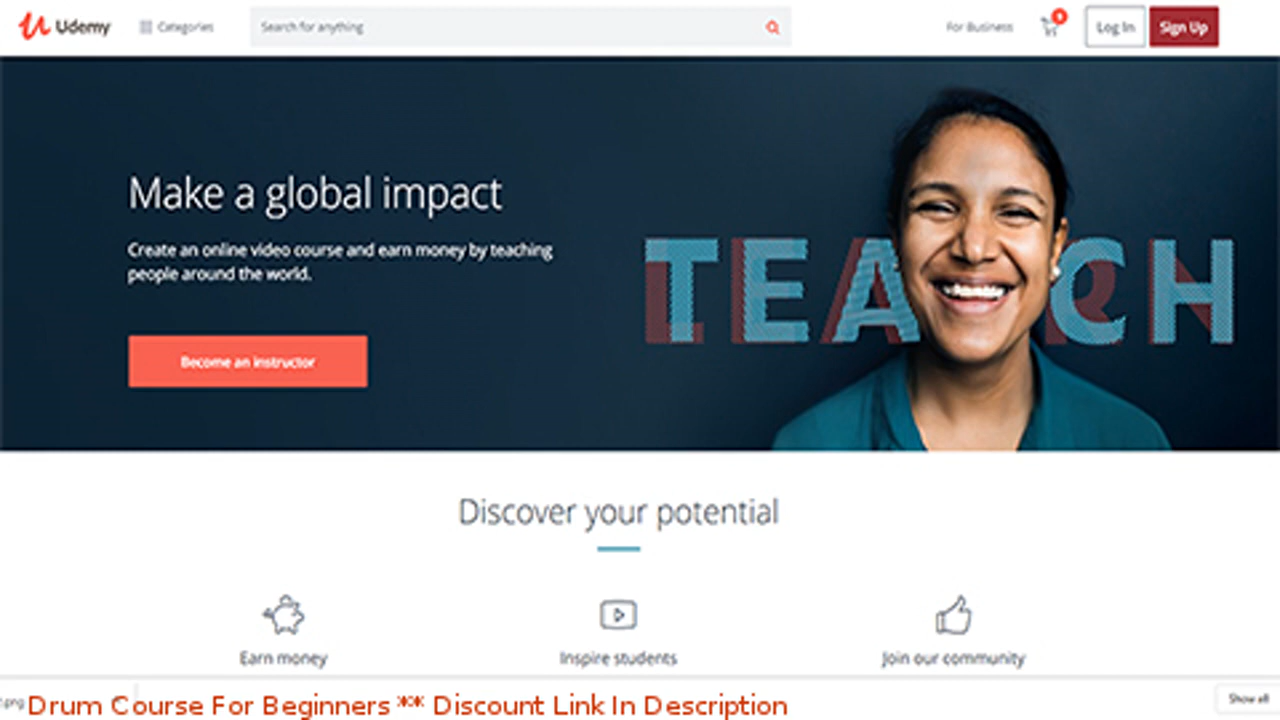 Udemy
Categories
Search for anything
For Business
Log In
Sign Up
Make a global impact
Create an online video course and earn money by teaching
people around the world.
TEACH
Become an instructor
Discover your potential
Earn money
Inspire students
Join our community
.png
Drum Course For Beginners ** Discount Link In Description
Show all